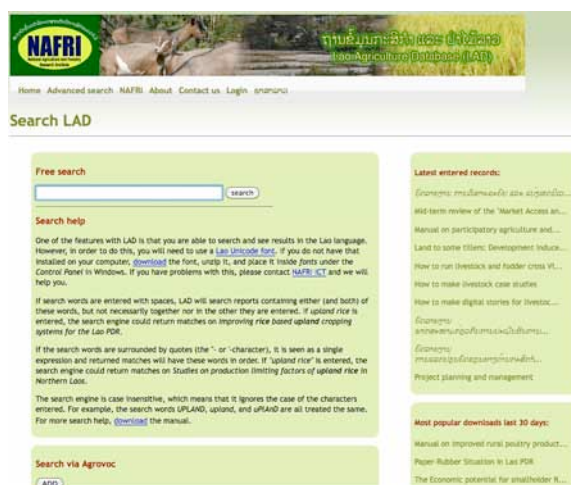 NAFRI
National Agriculture and Forestry
Research Institute
Lao Agriculture Database (LAD)
Home Advanced search NAFRI About Contact us Login ພາສາລາວ
Search LAD
Free search
search
Search help
One of the features with LAD is that you are able to search and see results in the Lao language.
However, in order to do this, you will need to use a Lao Unicode font. If you do not have that
installed on your computer, download the font, unzip it, and place it inside fonts under the
Control Panel in Windows. If you have problems with this, please contact NAFRI ICT and we will
help you.
If search words are entered with spaces, LAD will search reports containing either (and both) of
these words, but not necessarily together nor in the other they are entered. If upland rice is
entered, the search engine could return matches on Improving rice based upland cropping
systems for the Lao PDR.
If the search words are surrounded by quotes (the "- or '-character), it is seen as a single
expression and returned matches will have these words in order. If "upland rice" is entered, the
search engine could return matches on Studies on production limiting factors of upland rice in
Northern Laos.
The search engine is case insensitive, which means that it ignores the case of the characters
entered. For example, the search words UPLAND, upland, and uPlAnD are all treated the same.
For more search help, download the manual.
Search via Agrovoc
ADD
Latest entered records:
Mid-term review of the "Market Access an...
Manual on participatory agriculture and...
Land to some tillers: Development induce...
How to run livestock and fodder cross vi...
How to make livestock case studies
How to make digital stories for livestoc...
Project planning and management
Most popular downloads last 30 days:
Manual on improved rural poultry product...
Paper-Rubber Situation in Lao PDR
The Economic potential for smallholder R...